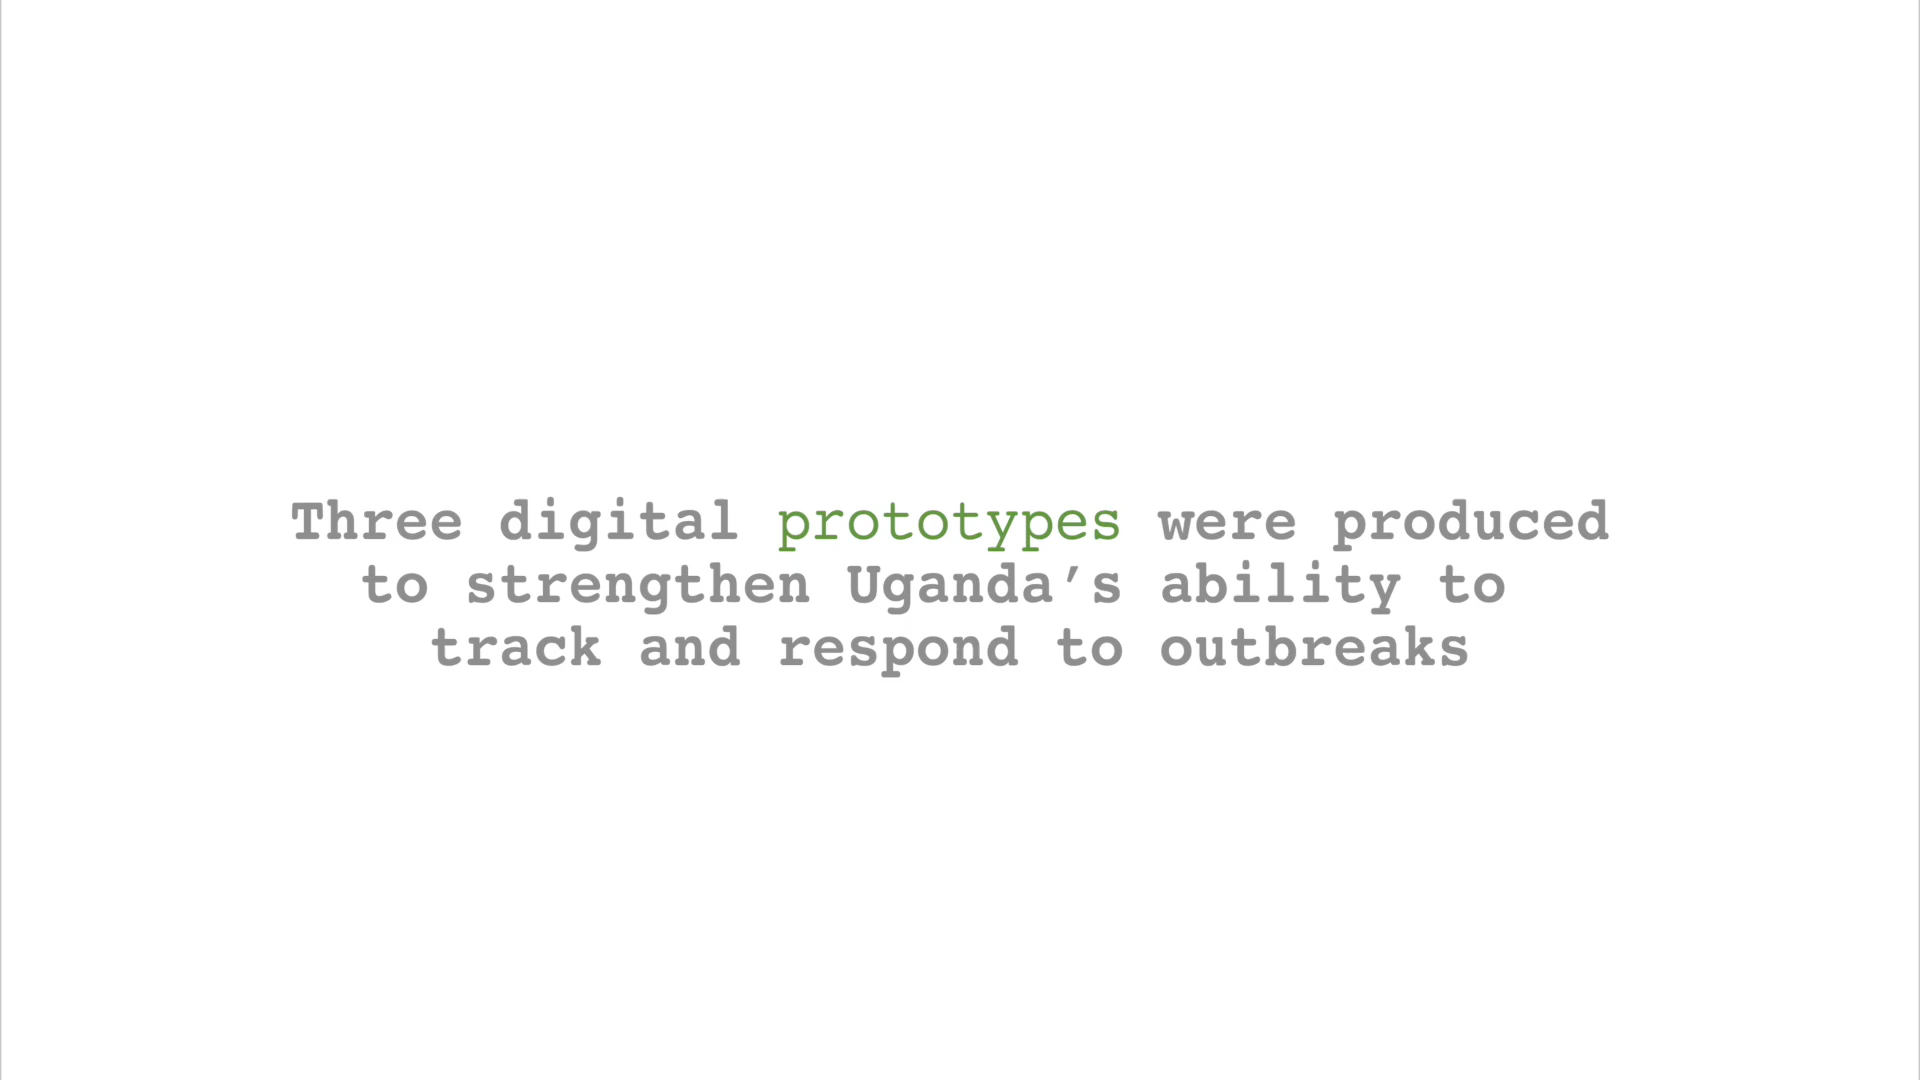 Three digital prototypes were produced
to strengthen Uganda’s ability to
track and respond to outbreaks